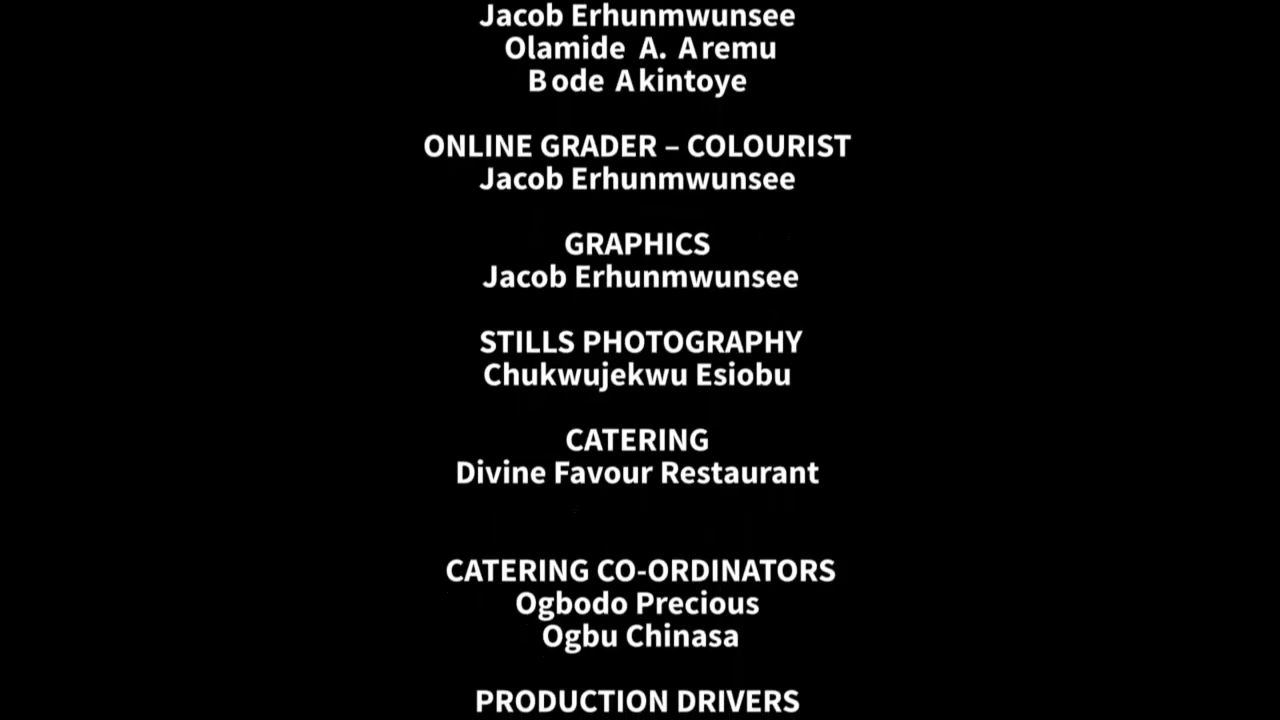 Jacob Erhunmwunsee
Olamide A. Aremu
Bode Akintoye
ONLINE GRADER – COLOURIST
Jacob Erhunmwunsee
GRAPHICS
Jacob Erhunmwunsee
STILLS PHOTOGRAPHY
Chukwujekwu Esiobu
CATERING
Divine Favour Restaurant
CATERING CO-ORDINATORS
Ogbodo Precious
Ogbu Chinasa
PRODUCTION DRIVERS